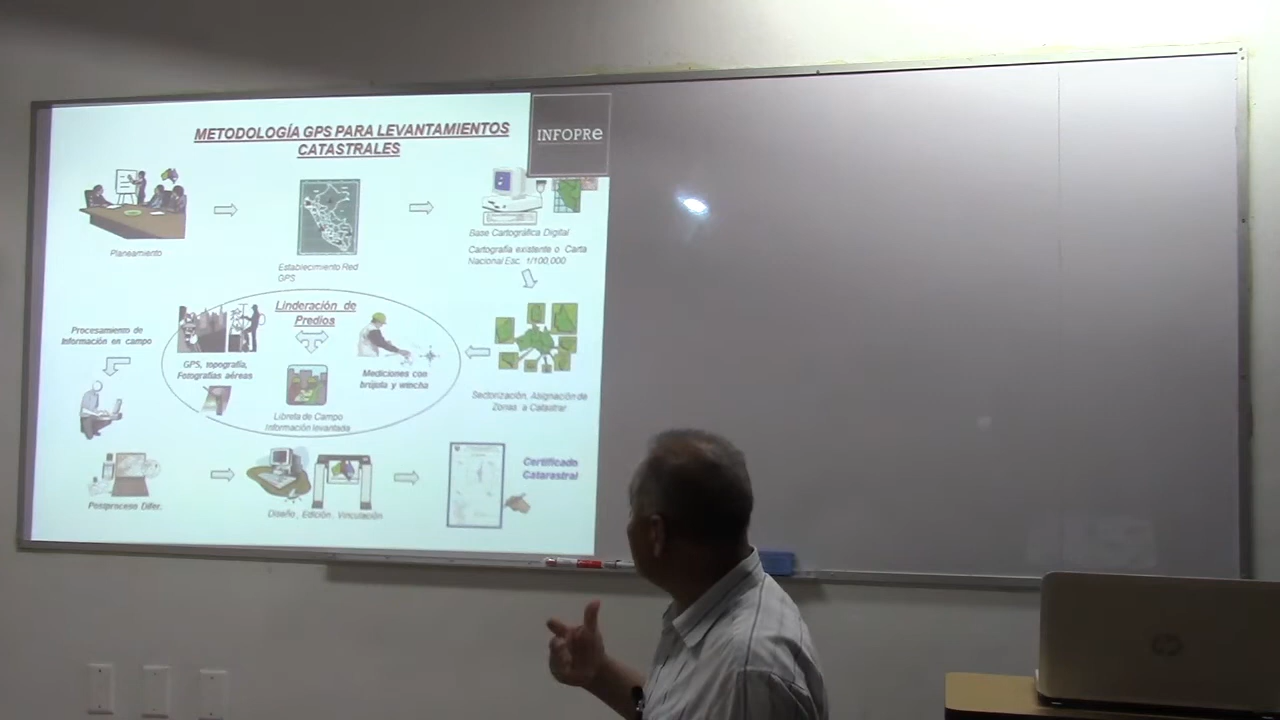 METODOLOGÍA GPS PARA LEVANTAMIENTOS
CATASTRALES
INFOPRe
Planeamiento
Establecimiento Red
GPS
Base Cartográfica Digital
Cartografía existente o Carta
Nacional Esc. 1/100,000
Linderación de
Predios
Procesamiento de
Información en campo
GPS, topografía,
Fotografías aéreas
Mediciones con
brújula y wincha
Libreta de Campo
Información levantada
Sectorización, Asignación de
Zonas a Catastrar
Postproceso Difer.
Diseño, Edición, Vinculación
Certificado
Catarastral
hp